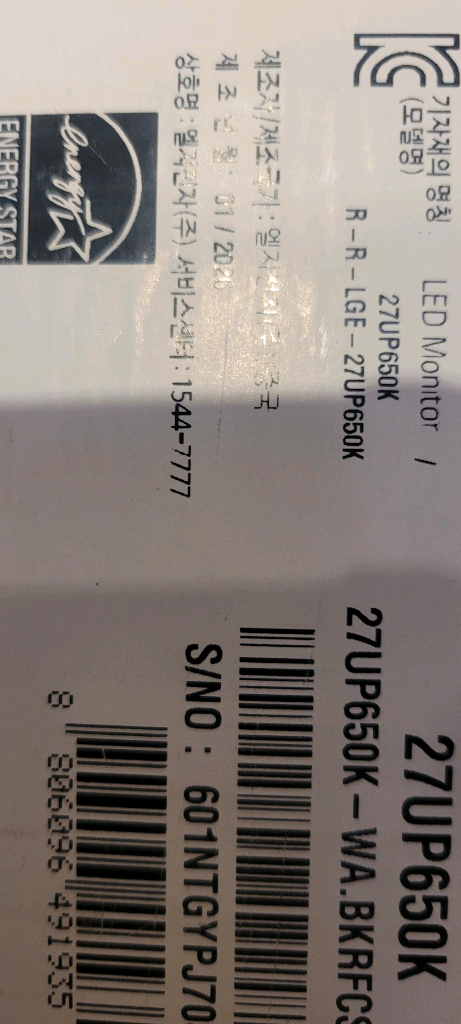 기자재의 명칭 : LED Monitor /
(모델명) 27UP650K
R-R-LGE-27UP650K
제조자/제조국가: 엘지전자(주)/중국
제 조 년 월: 01 / 2026
상호명 : 엘지전자(주) 서비스센터 : 1544-7777
energy
ENERGY STAR
27UP650K
27UP650K-WA.BKRFCS
S/NO : 601NTGYPJ70
8 806096 491935